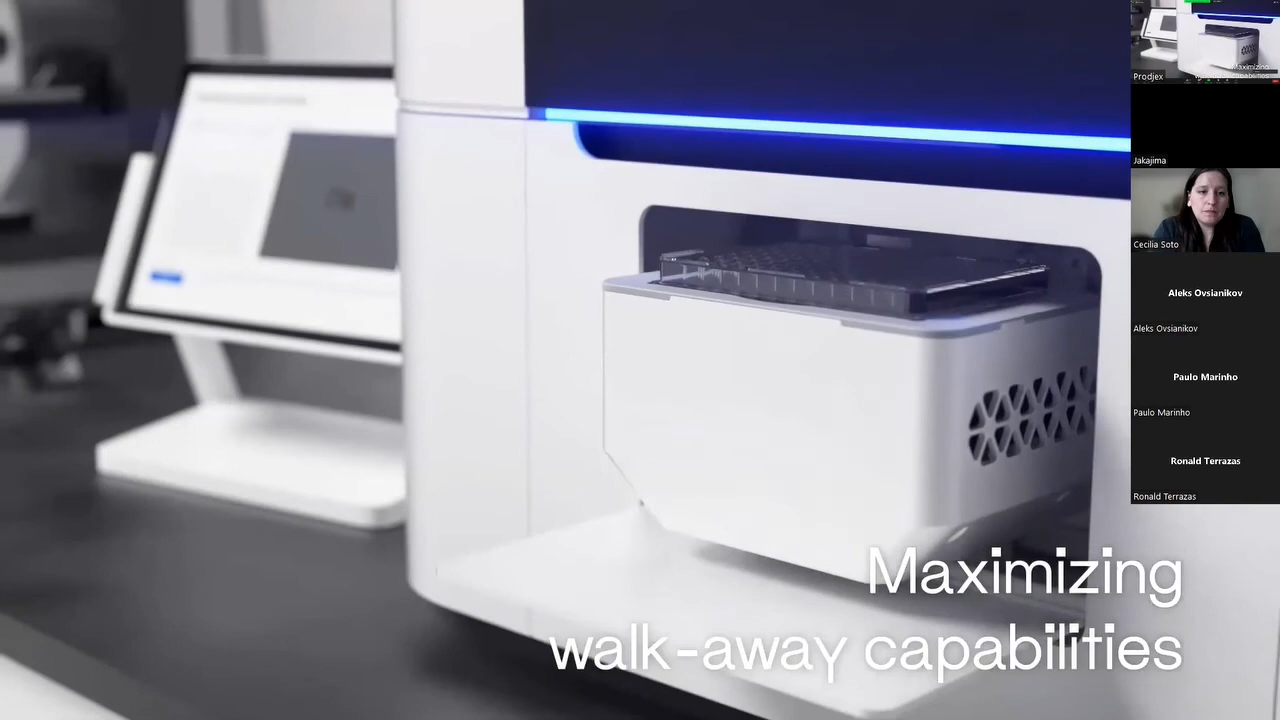 Maximizing
walk-away capabilities
Prodjex
Jakajima
Cecilia Soto
Aleks Ovsianikov
Aleks Ovsianikov
Paulo Marinho
Paulo Marinho
Ronald Terrazas
Ronald Terrazas